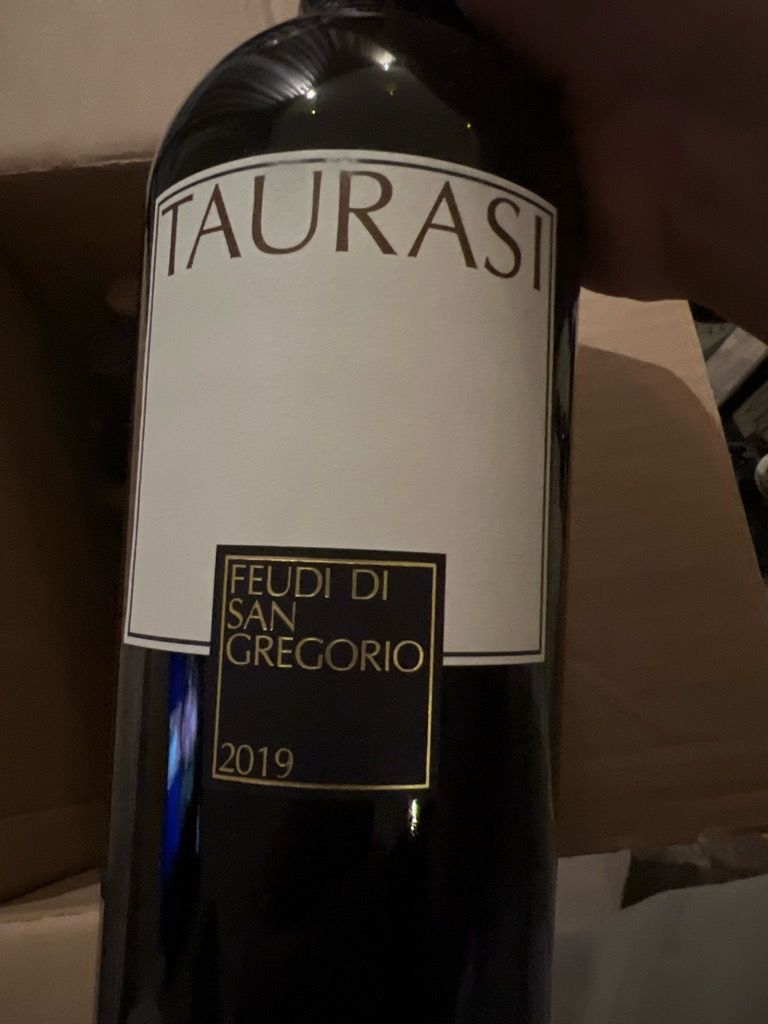 TAURASI
FEUDI DI
SAN
GREGORIO
2019